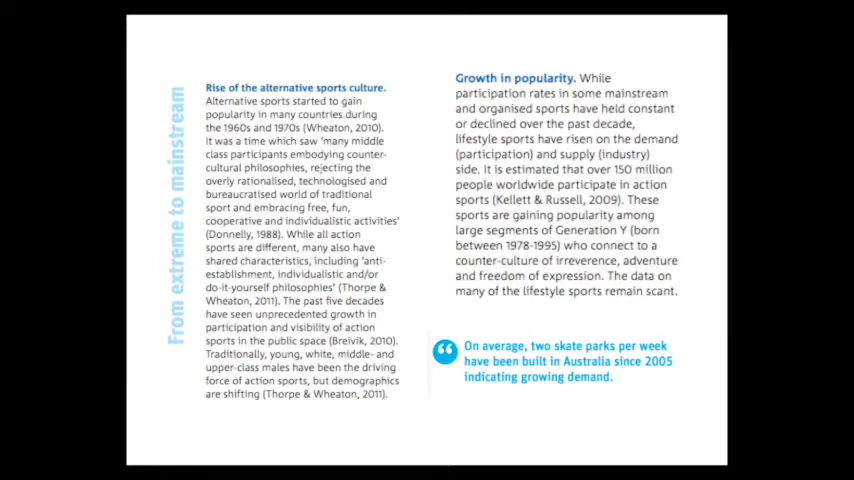 From extreme to mainstream
Rise of the alternative sports culture.
Alternative sports started to gain
popularity in many countries during
the 1960s and 1970s (Wheaton, 2010).
It was a time which saw ‘many middle
class participants embodying counter-
cultural philosophies, rejecting the
overly rationalised, technologised and
bureaucratised world of traditional
sport and embracing free, fun,
cooperative and individualistic activities’
(Donnelly, 1988). While all action
sports are different, many also have
shared characteristics, including ‘anti-
establishment, individualistic and/or
do-it-yourself philosophies’ (Thorpe &
Wheaton, 2011). The past five decades
have seen unprecedented growth in
participation and visibility of action
sports in the public space (Breivik, 2010).
Traditionally, young, white, middle- and
upper-class males have been the driving
force of action sports, but demographics
are shifting (Thorpe & Wheaton, 2011).
Growth in popularity. While
participation rates in some mainstream
and organised sports have held constant
or declined over the past decade,
lifestyle sports have risen on the demand
(participation) and supply (industry)
side. It is estimated that over 150 million
people worldwide participate in action
sports (Kellett & Russell, 2009). These
sports are gaining popularity among
large segments of Generation Y (born
between 1978-1995) who connect to a
counter-culture of irreverence, adventure
and freedom of expression. The data on
many of the lifestyle sports remain scant.
“ On average, two skate parks per week
have been built in Australia since 2005
indicating growing demand.